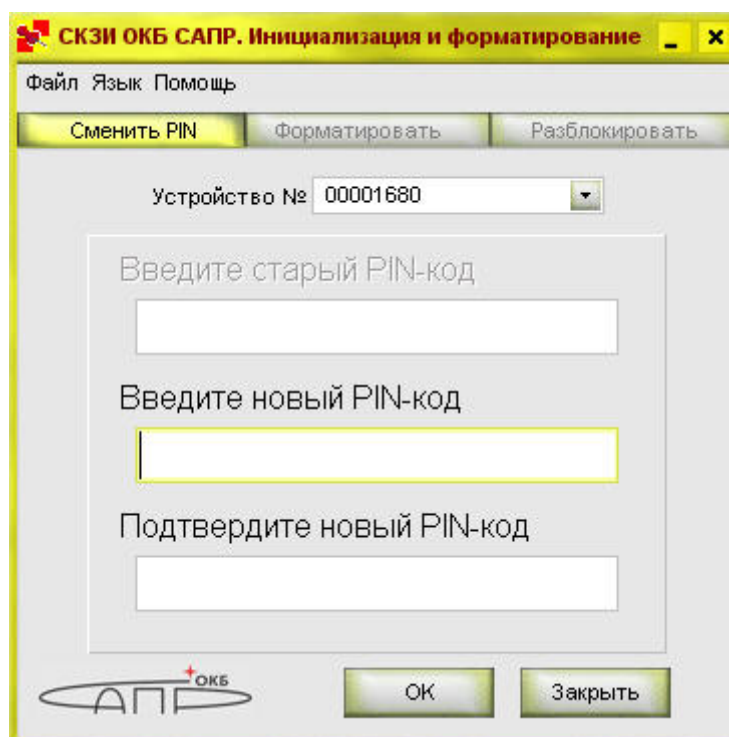 СКЗИ ОКБ САПР. Инициализация и форматирование
Файл Язык Помощь
Сменить PIN Форматировать Разблокировать
Устройство № 00001680
Введите старый PIN-код
Введите новый PIN-код
Подтвердите новый PIN-код
САПР ОКБ
OK Закрыть